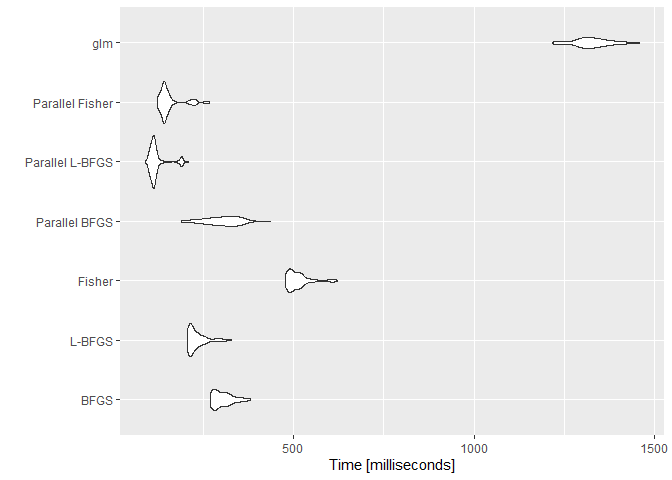 glm
Parallel Fisher
Parallel L-BFGS
Parallel BFGS
Fisher
L-BFGS
BFGS
500
1000
1500
Time [milliseconds]